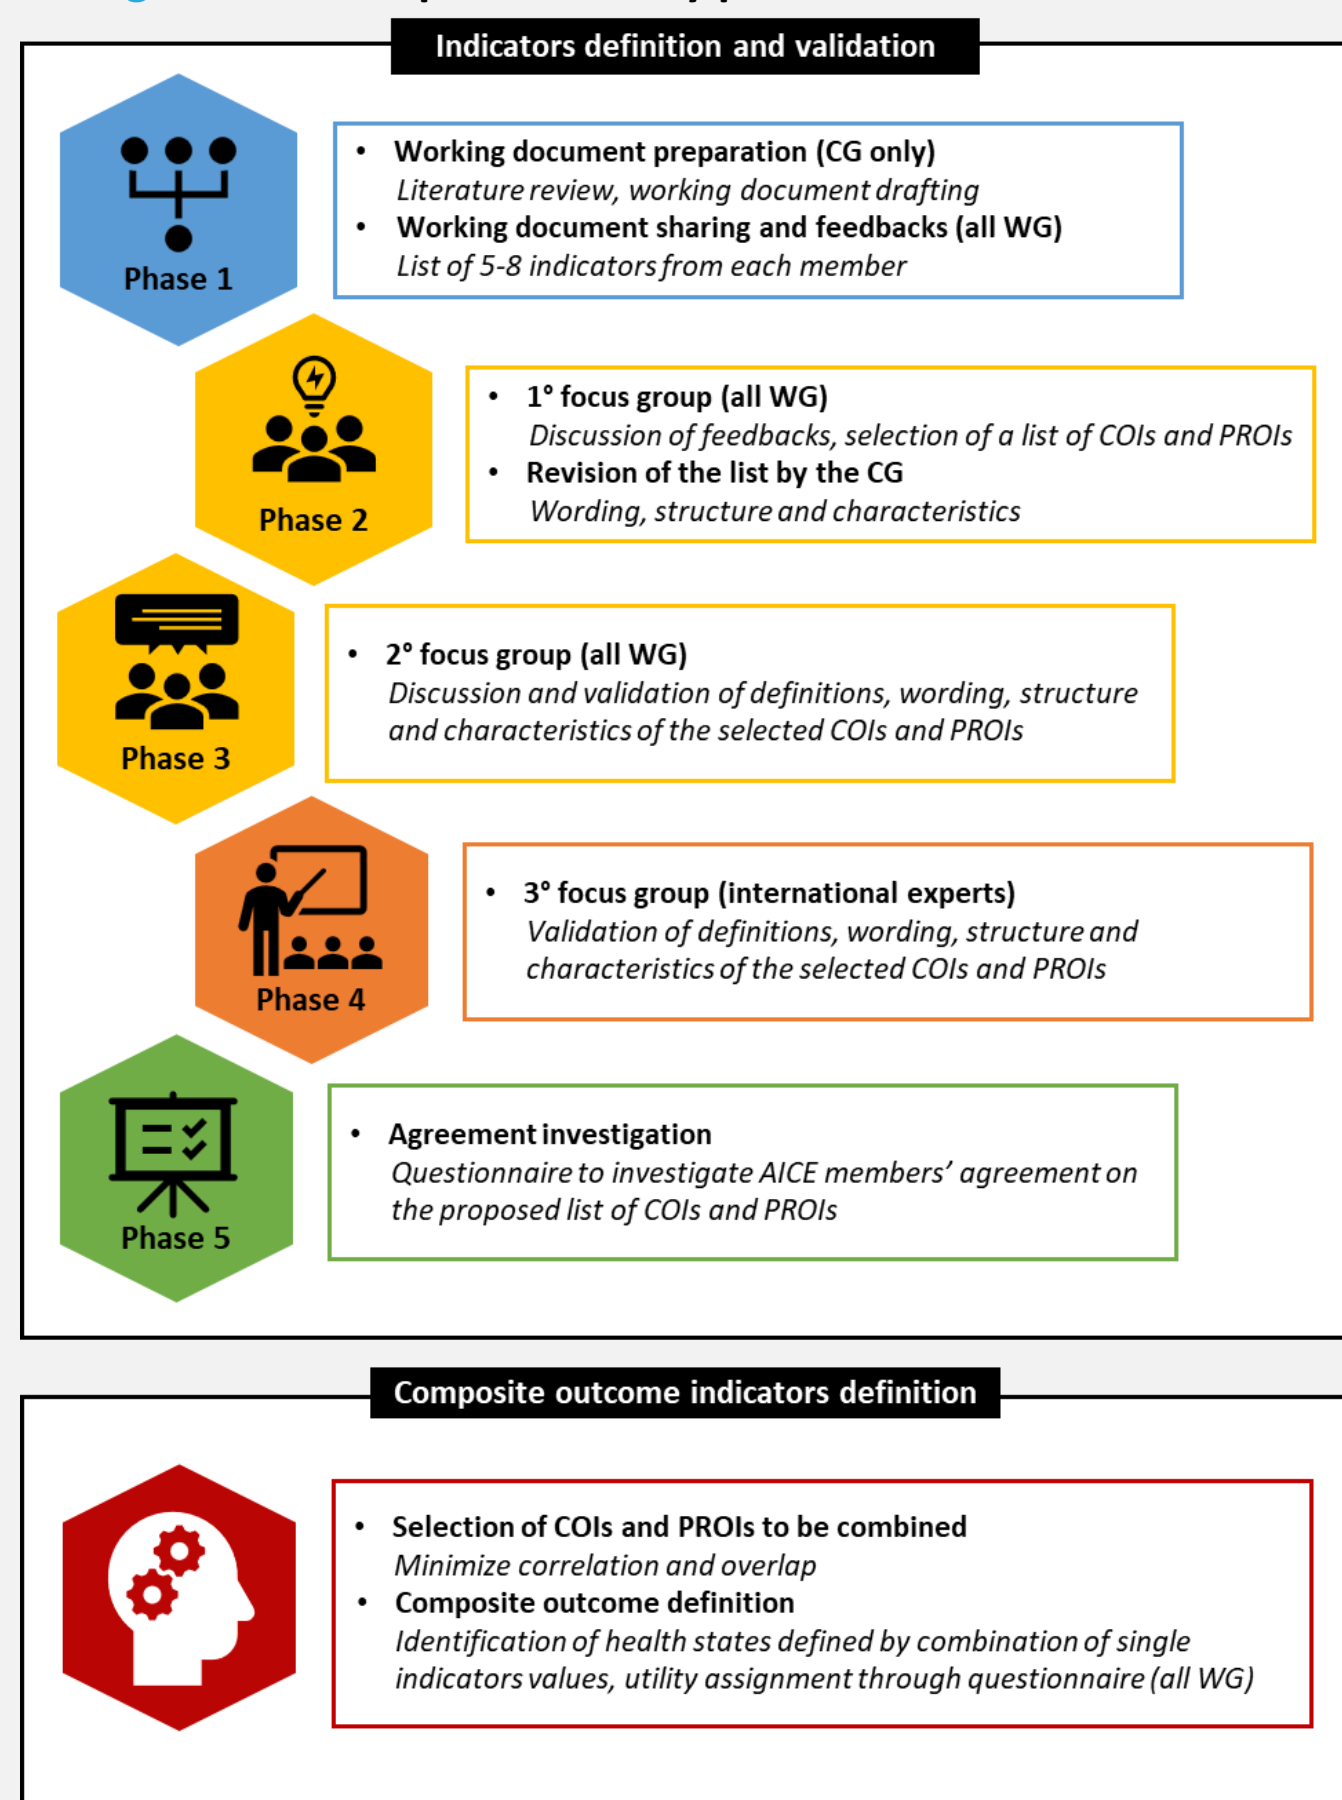 Indicators definition and validation
Phase 1
• Working document preparation (CG only)
Literature review, working document drafting
• Working document sharing and feedbacks (all WG)
List of 5-8 indicators from each member
Phase 2
• 1° focus group (all WG)
Discussion of feedbacks, selection of a list of COIs and PROIs
• Revision of the list by the CG
Wording, structure and characteristics
Phase 3
• 2° focus group (all WG)
Discussion and validation of definitions, wording, structure
and characteristics of the selected COIs and PROIs
Phase 4
• 3° focus group (international experts)
Validation of definitions, wording, structure and
characteristics of the selected COIs and PROIs
Phase 5
• Agreement investigation
Questionnaire to investigate AICE members’ agreement on
the proposed list of COIs and PROIs
Composite outcome indicators definition
• Selection of COIs and PROIs to be combined
Minimize correlation and overlap
• Composite outcome definition
Identification of health states defined by combination of single
indicators values, utility assignment through questionnaire (all WG)